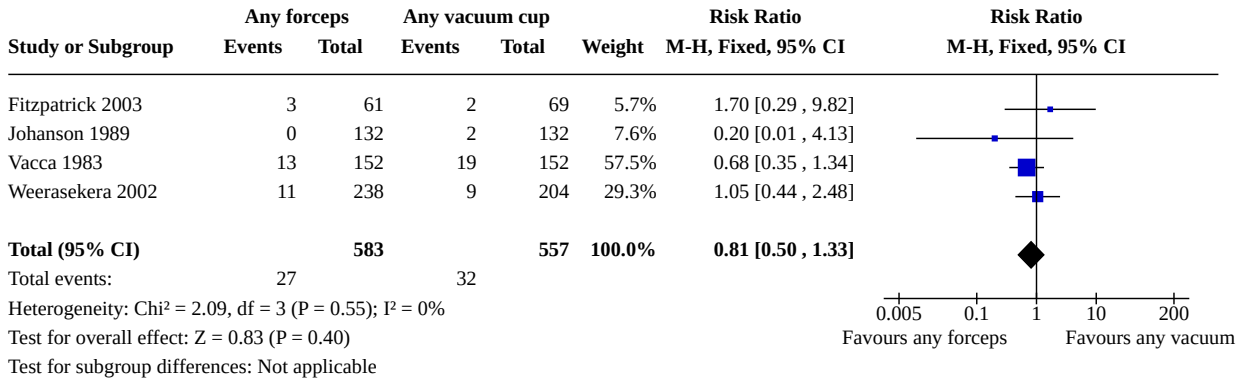 Any forceps Any vacuum cup Risk Ratio Risk Ratio
Study or Subgroup Events Total Events Total Weight M-H, Fixed, 95% CI M-H, Fixed, 95% CI
Fitzpatrick 2003 3 61 2 69 5.7% 1.70 [0.29 , 9.82]
Johanson 1989 0 132 2 132 7.6% 0.20 [0.01 , 4.13]
Vacca 1983 13 152 19 152 57.5% 0.68 [0.35 , 1.34]
Weerasekera 2002 11 238 9 204 29.3% 1.05 [0.44 , 2.48]
Total (95% CI) 583 557 100.0% 0.81 [0.50 , 1.33]
Total events: 27 32
Heterogeneity: Chi² = 2.09, df = 3 (P = 0.55); I² = 0% 0.005 0.1 1 10 200
Test for overall effect: Z = 0.83 (P = 0.40) Favours any forceps Favours any vacuum
Test for subgroup differences: Not applicable